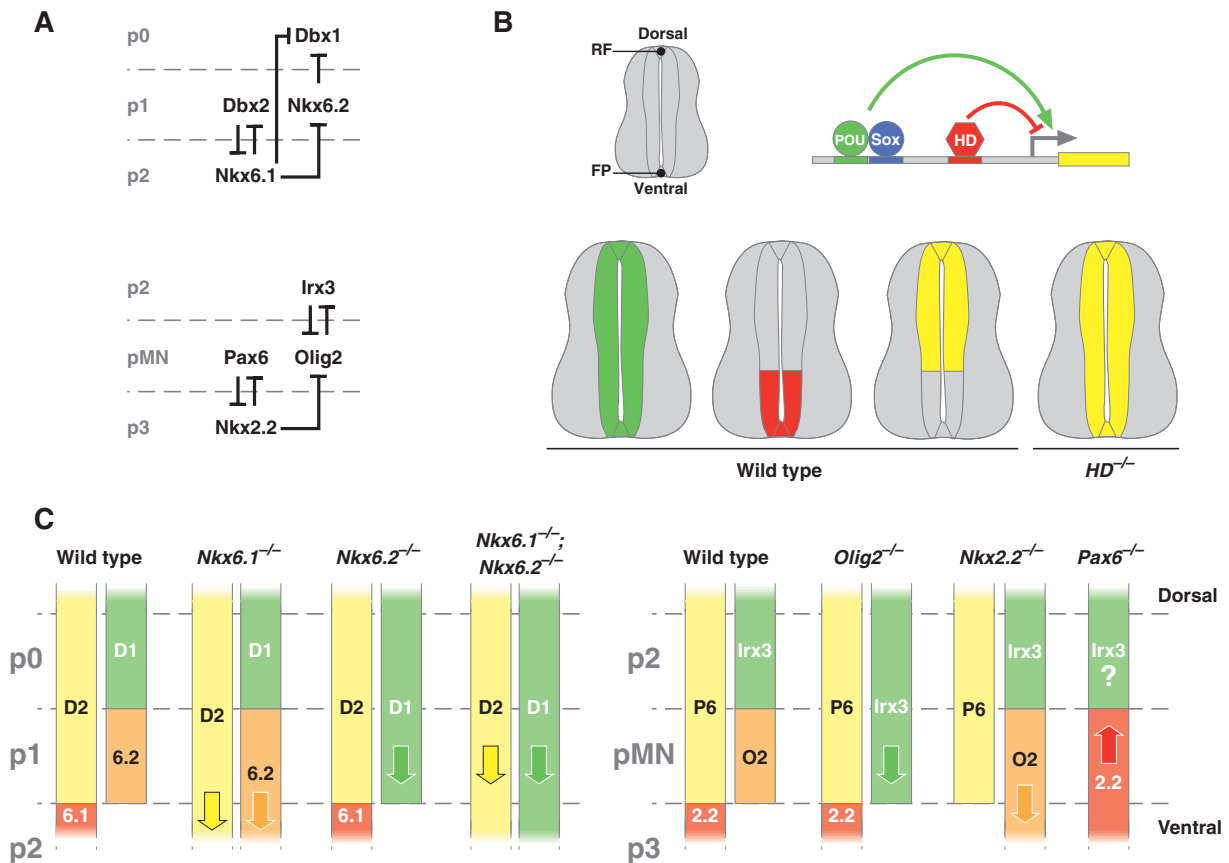 A
p0
Dbx1
p1
Dbx2
Nkx6.2
p2
Nkx6.1
p2
Irx3
pMN
Pax6
Olig2
p3
Nkx2.2
B
Dorsal
RF
FP
Ventral
POU
Sox
HD
Wild type
HD–/–
C
Wild type
Nkx6.1–/–
Nkx6.2–/–
Nkx6.1–/–;
Nkx6.2–/–
Wild type
Olig2–/–
Nkx2.2–/–
Pax6–/–
Dorsal
p0
D1
D1
D2
D2
D2
D1
D2
D1
p1
6.2
6.2
6.1
6.1
p2
p2
Irx3
Irx3
Irx3
?
P6
P6
Irx3
P6
pMN
O2
O2
2.2
2.2
2.2
Ventral
p3